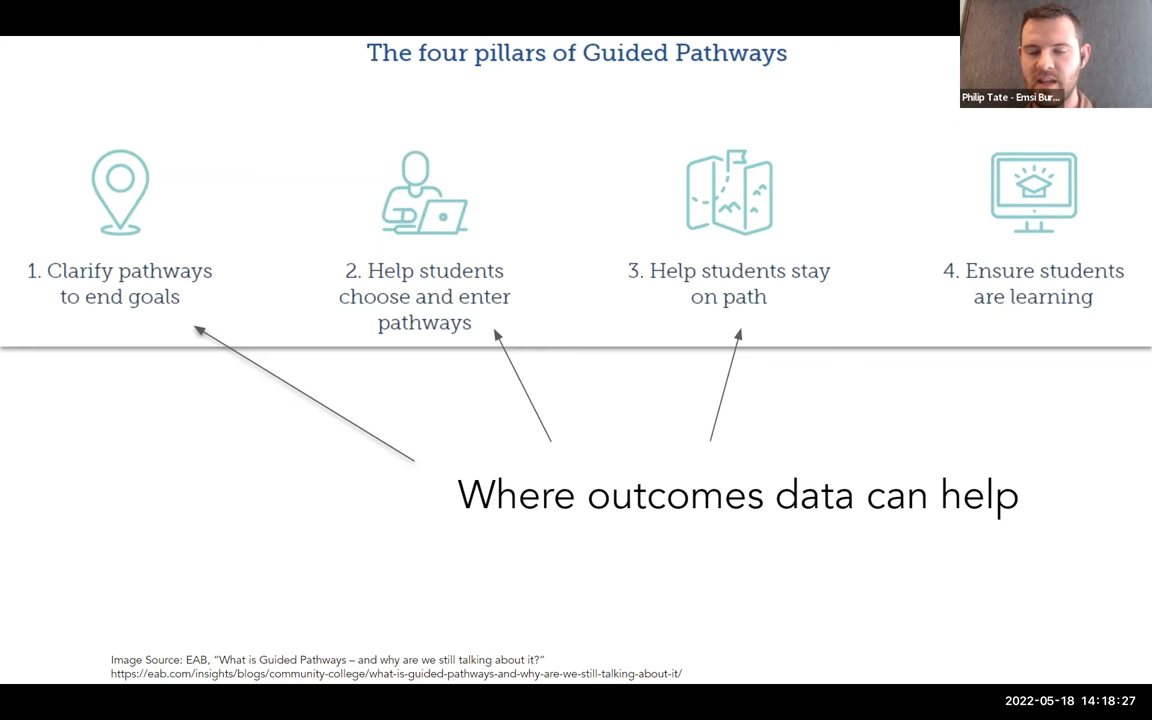 The four pillars of Guided Pathways
Philip Tate - Emsi Bur...
1. Clarify pathways
to end goals
2. Help students
choose and enter
pathways
3. Help students stay
on path
4. Ensure students
are learning
Where outcomes data can help
Image Source: EAB, “What is Guided Pathways – and why are we still talking about it?”
https://eab.com/insights/blogs/community-college/what-is-guided-pathways-and-why-are-we-still-talking-about-it/
2022-05-18 14:18:27